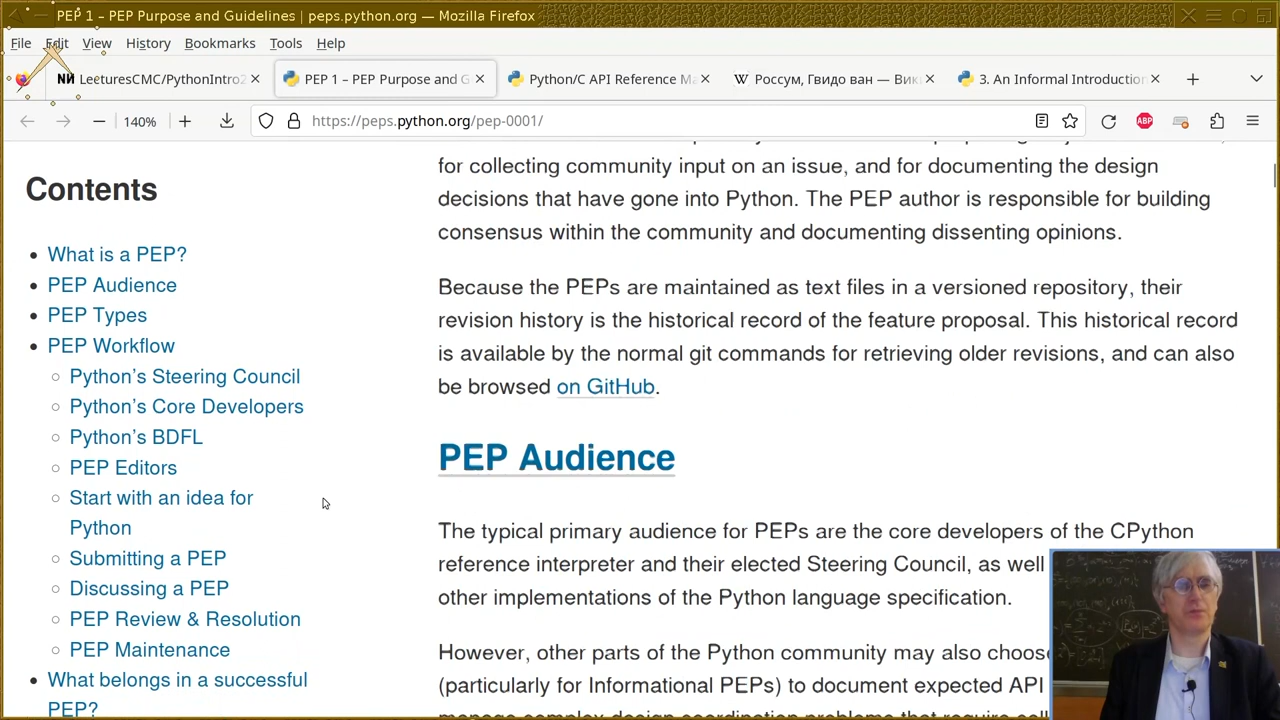 PEP 1 – PEP Purpose and Guidelines | peps.python.org — Mozilla Firefox
File Edit View History Bookmarks Tools Help
LeeturesCMC/PythonIntro2
PEP 1 – PEP Purpose and G
Python/C API Reference Ma
Россум, Гвидо ван — Вик
3. An Informal Introduction
140%
https://peps.python.org/pep-0001/
ABP
Contents
What is a PEP?
PEP Audience
PEP Types
PEP Workflow
Python’s Steering Council
Python’s Core Developers
Python’s BDFL
PEP Editors
Start with an idea for
Python
Submitting a PEP
Discussing a PEP
PEP Review & Resolution
PEP Maintenance
What belongs in a successful
PEP?
for collecting community input on an issue, and for documenting the design
decisions that have gone into Python. The PEP author is responsible for building
consensus within the community and documenting dissenting opinions.
Because the PEPs are maintained as text files in a versioned repository, their
revision history is the historical record of the feature proposal. This historical record
is available by the normal git commands for retrieving older revisions, and can also
be browsed on GitHub.
PEP Audience
The typical primary audience for PEPs are the core developers of the CPython
reference interpreter and their elected Steering Council, as well
other implementations of the Python language specification.
However, other parts of the Python community may also choose
(particularly for Informational PEPs) to document expected API